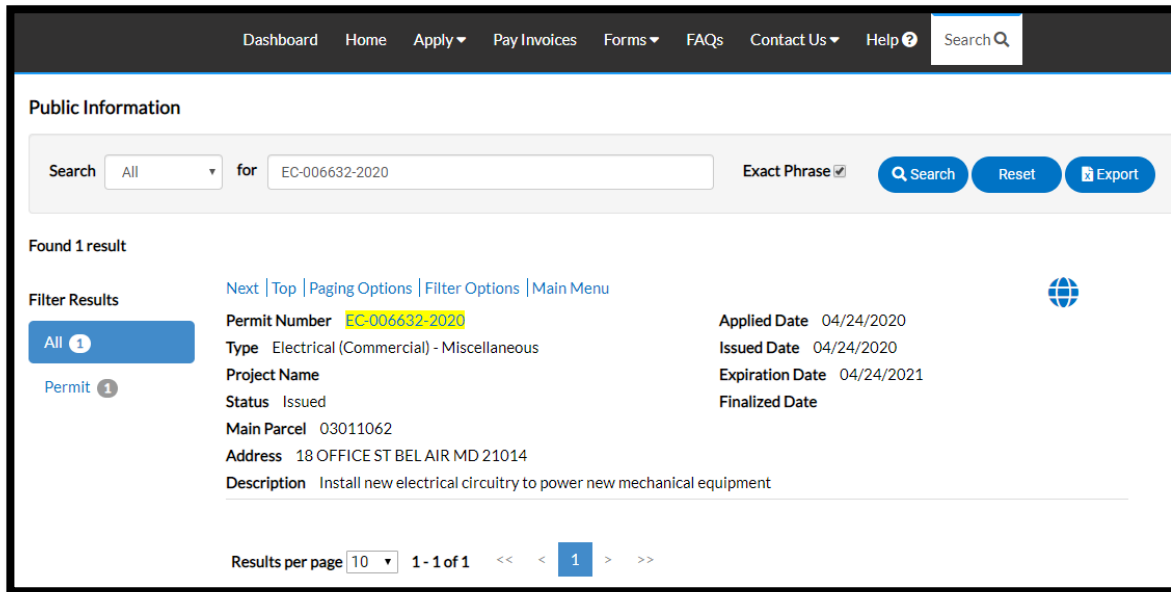 Dashboard Home Apply Pay Invoices Forms FAQs Contact Us Help ? Search
Public Information
Search All for EC-006632-2020 Exact Phrase Search Reset Export
Found 1 result
Filter Results
All 1
Permit 1
Next | Top | Paging Options | Filter Options | Main Menu
Permit Number EC-006632-2020 Applied Date 04/24/2020
Type Electrical (Commercial) - Miscellaneous Issued Date 04/24/2020
Project Name Expiration Date 04/24/2021
Status Issued Finalized Date
Main Parcel 03011062
Address 18 OFFICE ST BEL AIR MD 21014
Description Install new electrical circuitry to power new mechanical equipment
Results per page 10 1 - 1 of 1 << < 1 > >>